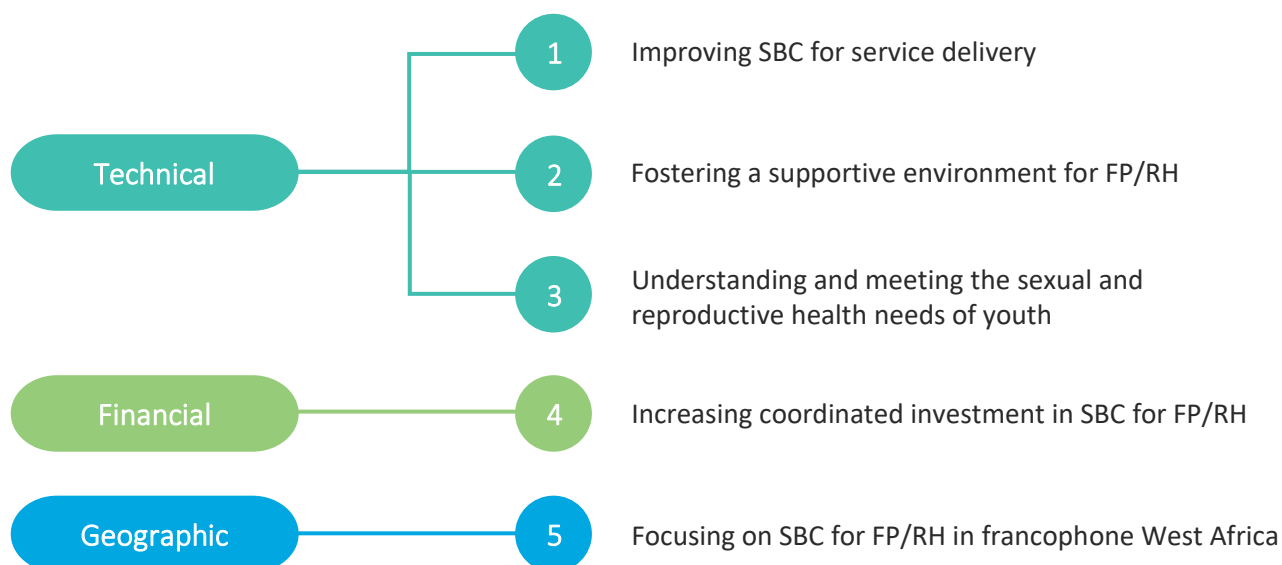 1
Improving SBC for service delivery
Technical
2
Fostering a supportive environment for FP/RH
3
Understanding and meeting the sexual and
reproductive health needs of youth
Financial
4
Increasing coordinated investment in SBC for FP/RH
Geographic
5
Focusing on SBC for FP/RH in francophone West Africa